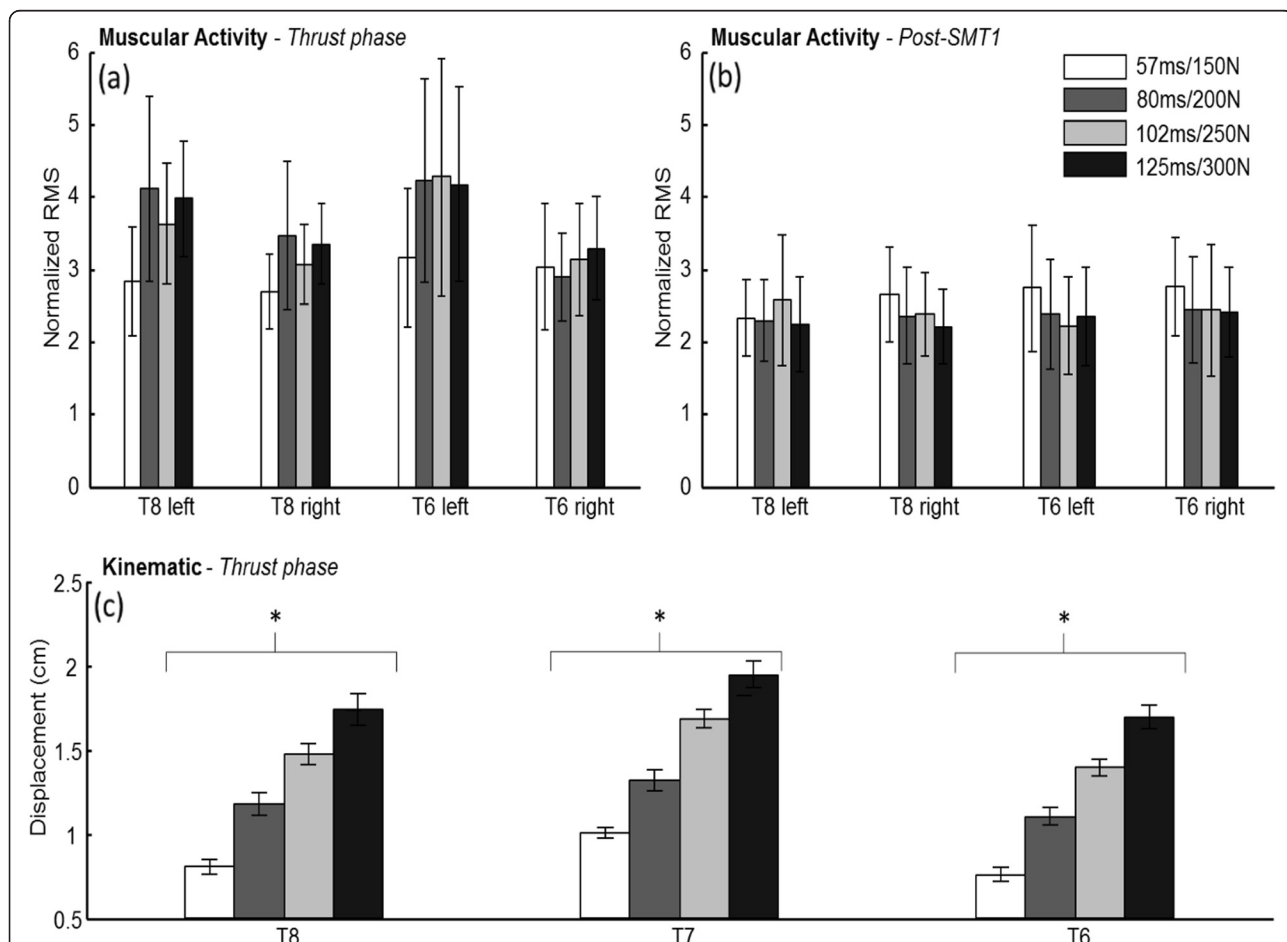 Muscular Activity - Thrust phase
(a)
6
5
4
3
2
1
0
Normalized RMS
T8 left T8 right T6 left T6 right
Muscular Activity - Post-SMT1
(b)
57ms/150N
80ms/200N
102ms/250N
125ms/300N
6
5
4
3
2
1
0
Normalized RMS
T8 left T8 right T6 left T6 right
Kinematic - Thrust phase
(c)
2.5
2
1.5
1
0.5
Displacement (cm)
* * *
T8 T7 T6